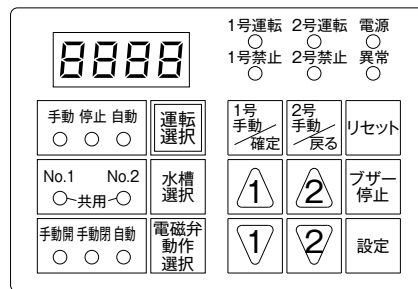 1号運転 2号運転 電源
8888
1号禁止 2号禁止 異常
手動 停止 自動
運転
選択
1号
手動
確定
2号
手動
戻る
リセット
No.1 No.2
共用
水槽
選択
1
2
ブザー
停止
手動開 手動閉 自動
電磁弁
動作
選択
1
2
設定